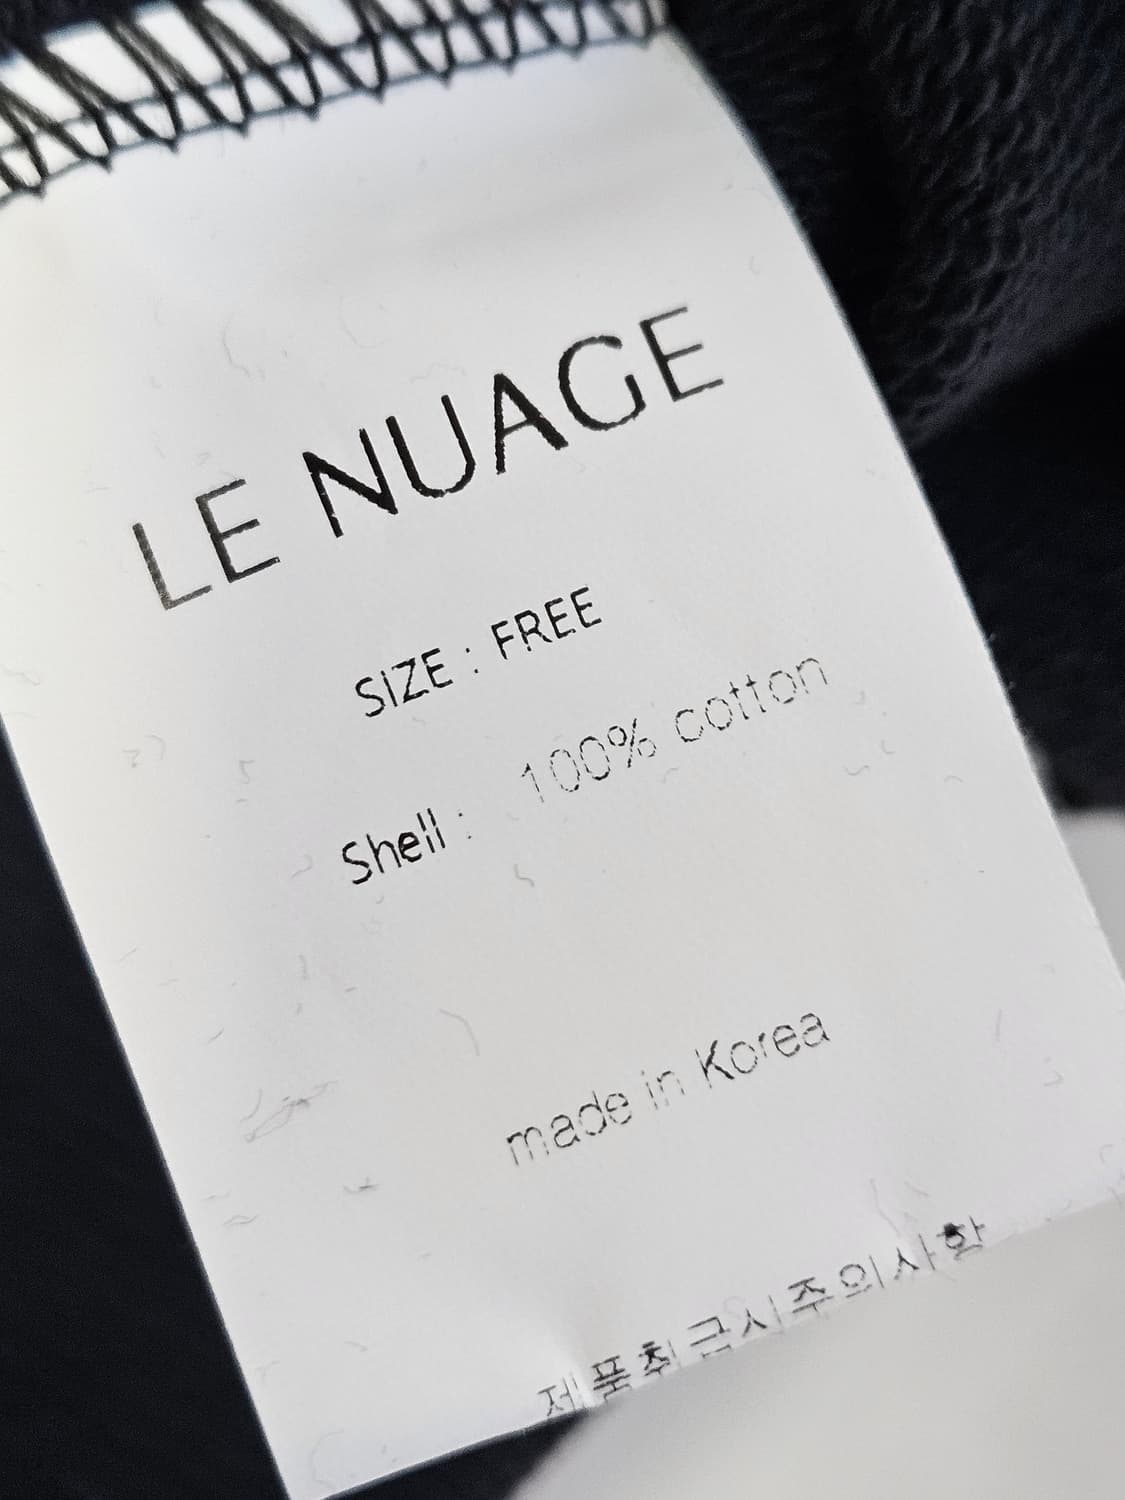 LE NUAGE
SIZE : FREE
Shell : 100% cotton
made in Korea
제품취급시주의사항